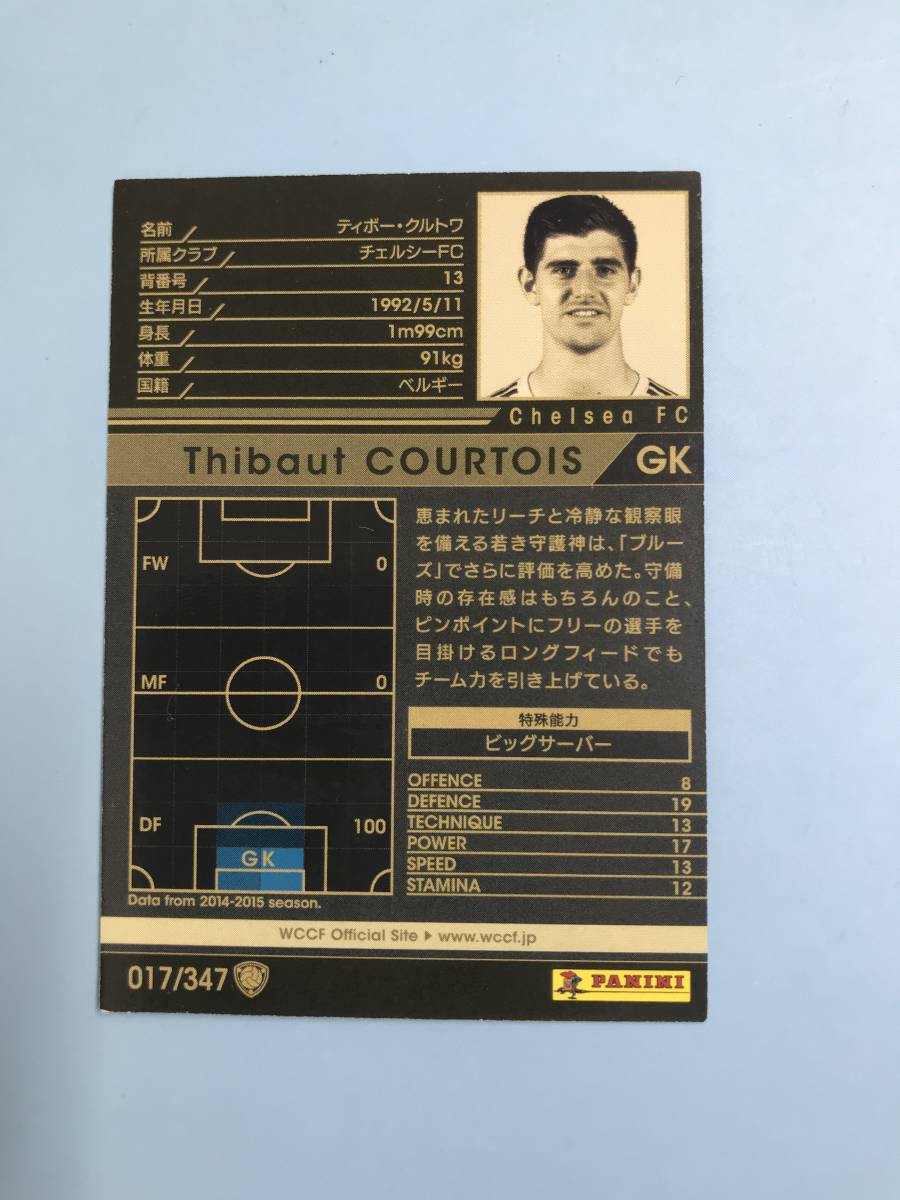 名前 ティボー・クルトワ
所属クラブ チェルシーFC
背番号 13
生年月日 1992/5/11
身長 1m99cm
体重 91kg
国籍 ベルギー
Chelsea FC
Thibaut COURTOIS GK
FW 0
MF 0
DF 100
GK
Data from 2014-2015 season.
恵まれたリーチと冷静な観察眼
を備える若き守護神は、「ブルー
ズ」でさらに評価を高めた。守備
時の存在感はもちろんのこと、
ピンポイントにフリーの選手を
目掛けるロングフィードでも
チーム力を引き上げている。
特殊能力
ビッグサーバー
OFFENCE 8
DEFENCE 19
TECHNIQUE 13
POWER 17
SPEED 13
STAMINA 12
WCCF Official Site ▶ www.wccf.jp
017/347
PANINI